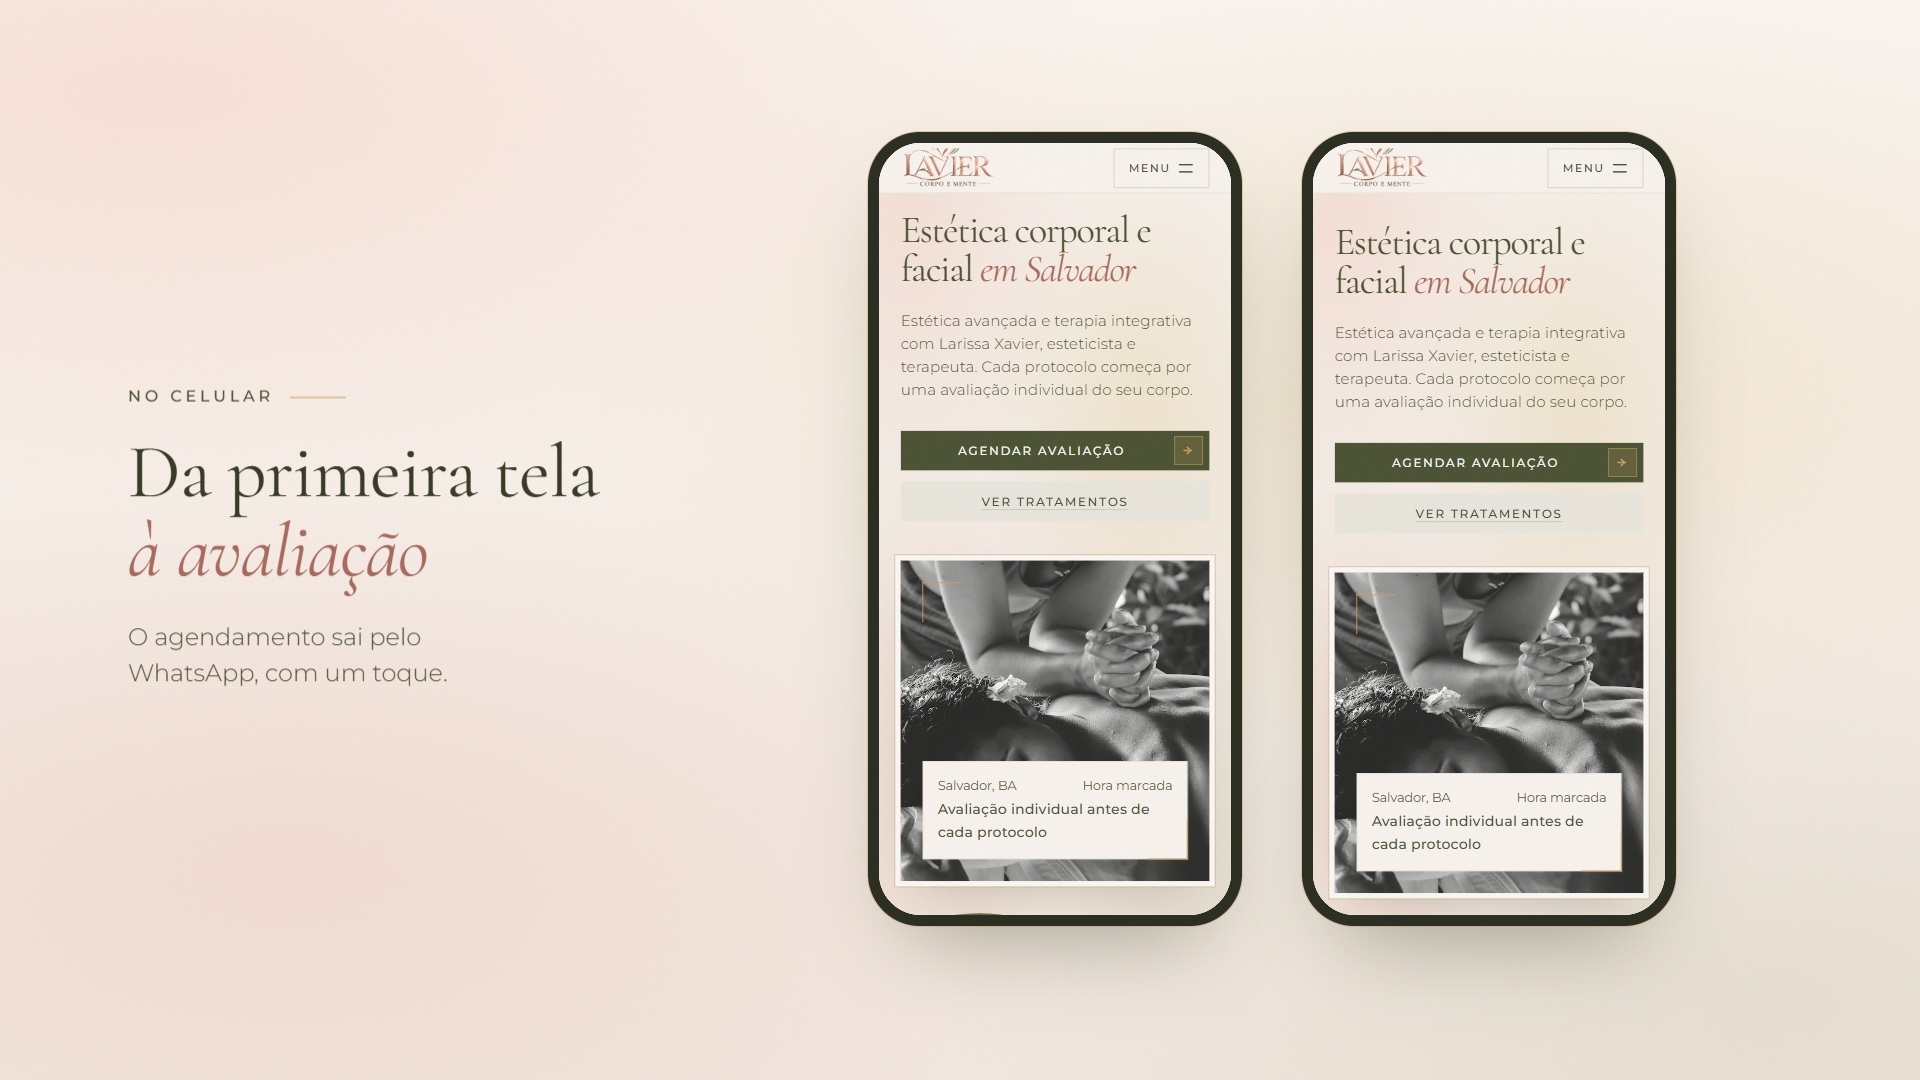 NO CELULAR
Da primeira tela
à avaliação
O agendamento sai pelo
WhatsApp, com um toque.
LAVIER
CORPO E MENTE
MENU
Estética corporal e
facial em Salvador
Estética avançada e terapia integrativa
com Larissa Xavier, esteticista e
terapeuta. Cada protocolo começa por
uma avaliação individual do seu corpo.
AGENDAR AVALIAÇÃO
VER TRATAMENTOS
Salvador, BA Hora marcada
Avaliação individual antes de
cada protocolo
LAVIER
CORPO E MENTE
MENU
Estética corporal e
facial em Salvador
Estética avançada e terapia integrativa
com Larissa Xavier, esteticista e
terapeuta. Cada protocolo começa por
uma avaliação individual do seu corpo.
AGENDAR AVALIAÇÃO
VER TRATAMENTOS
Salvador, BA Hora marcada
Avaliação individual antes de
cada protocolo